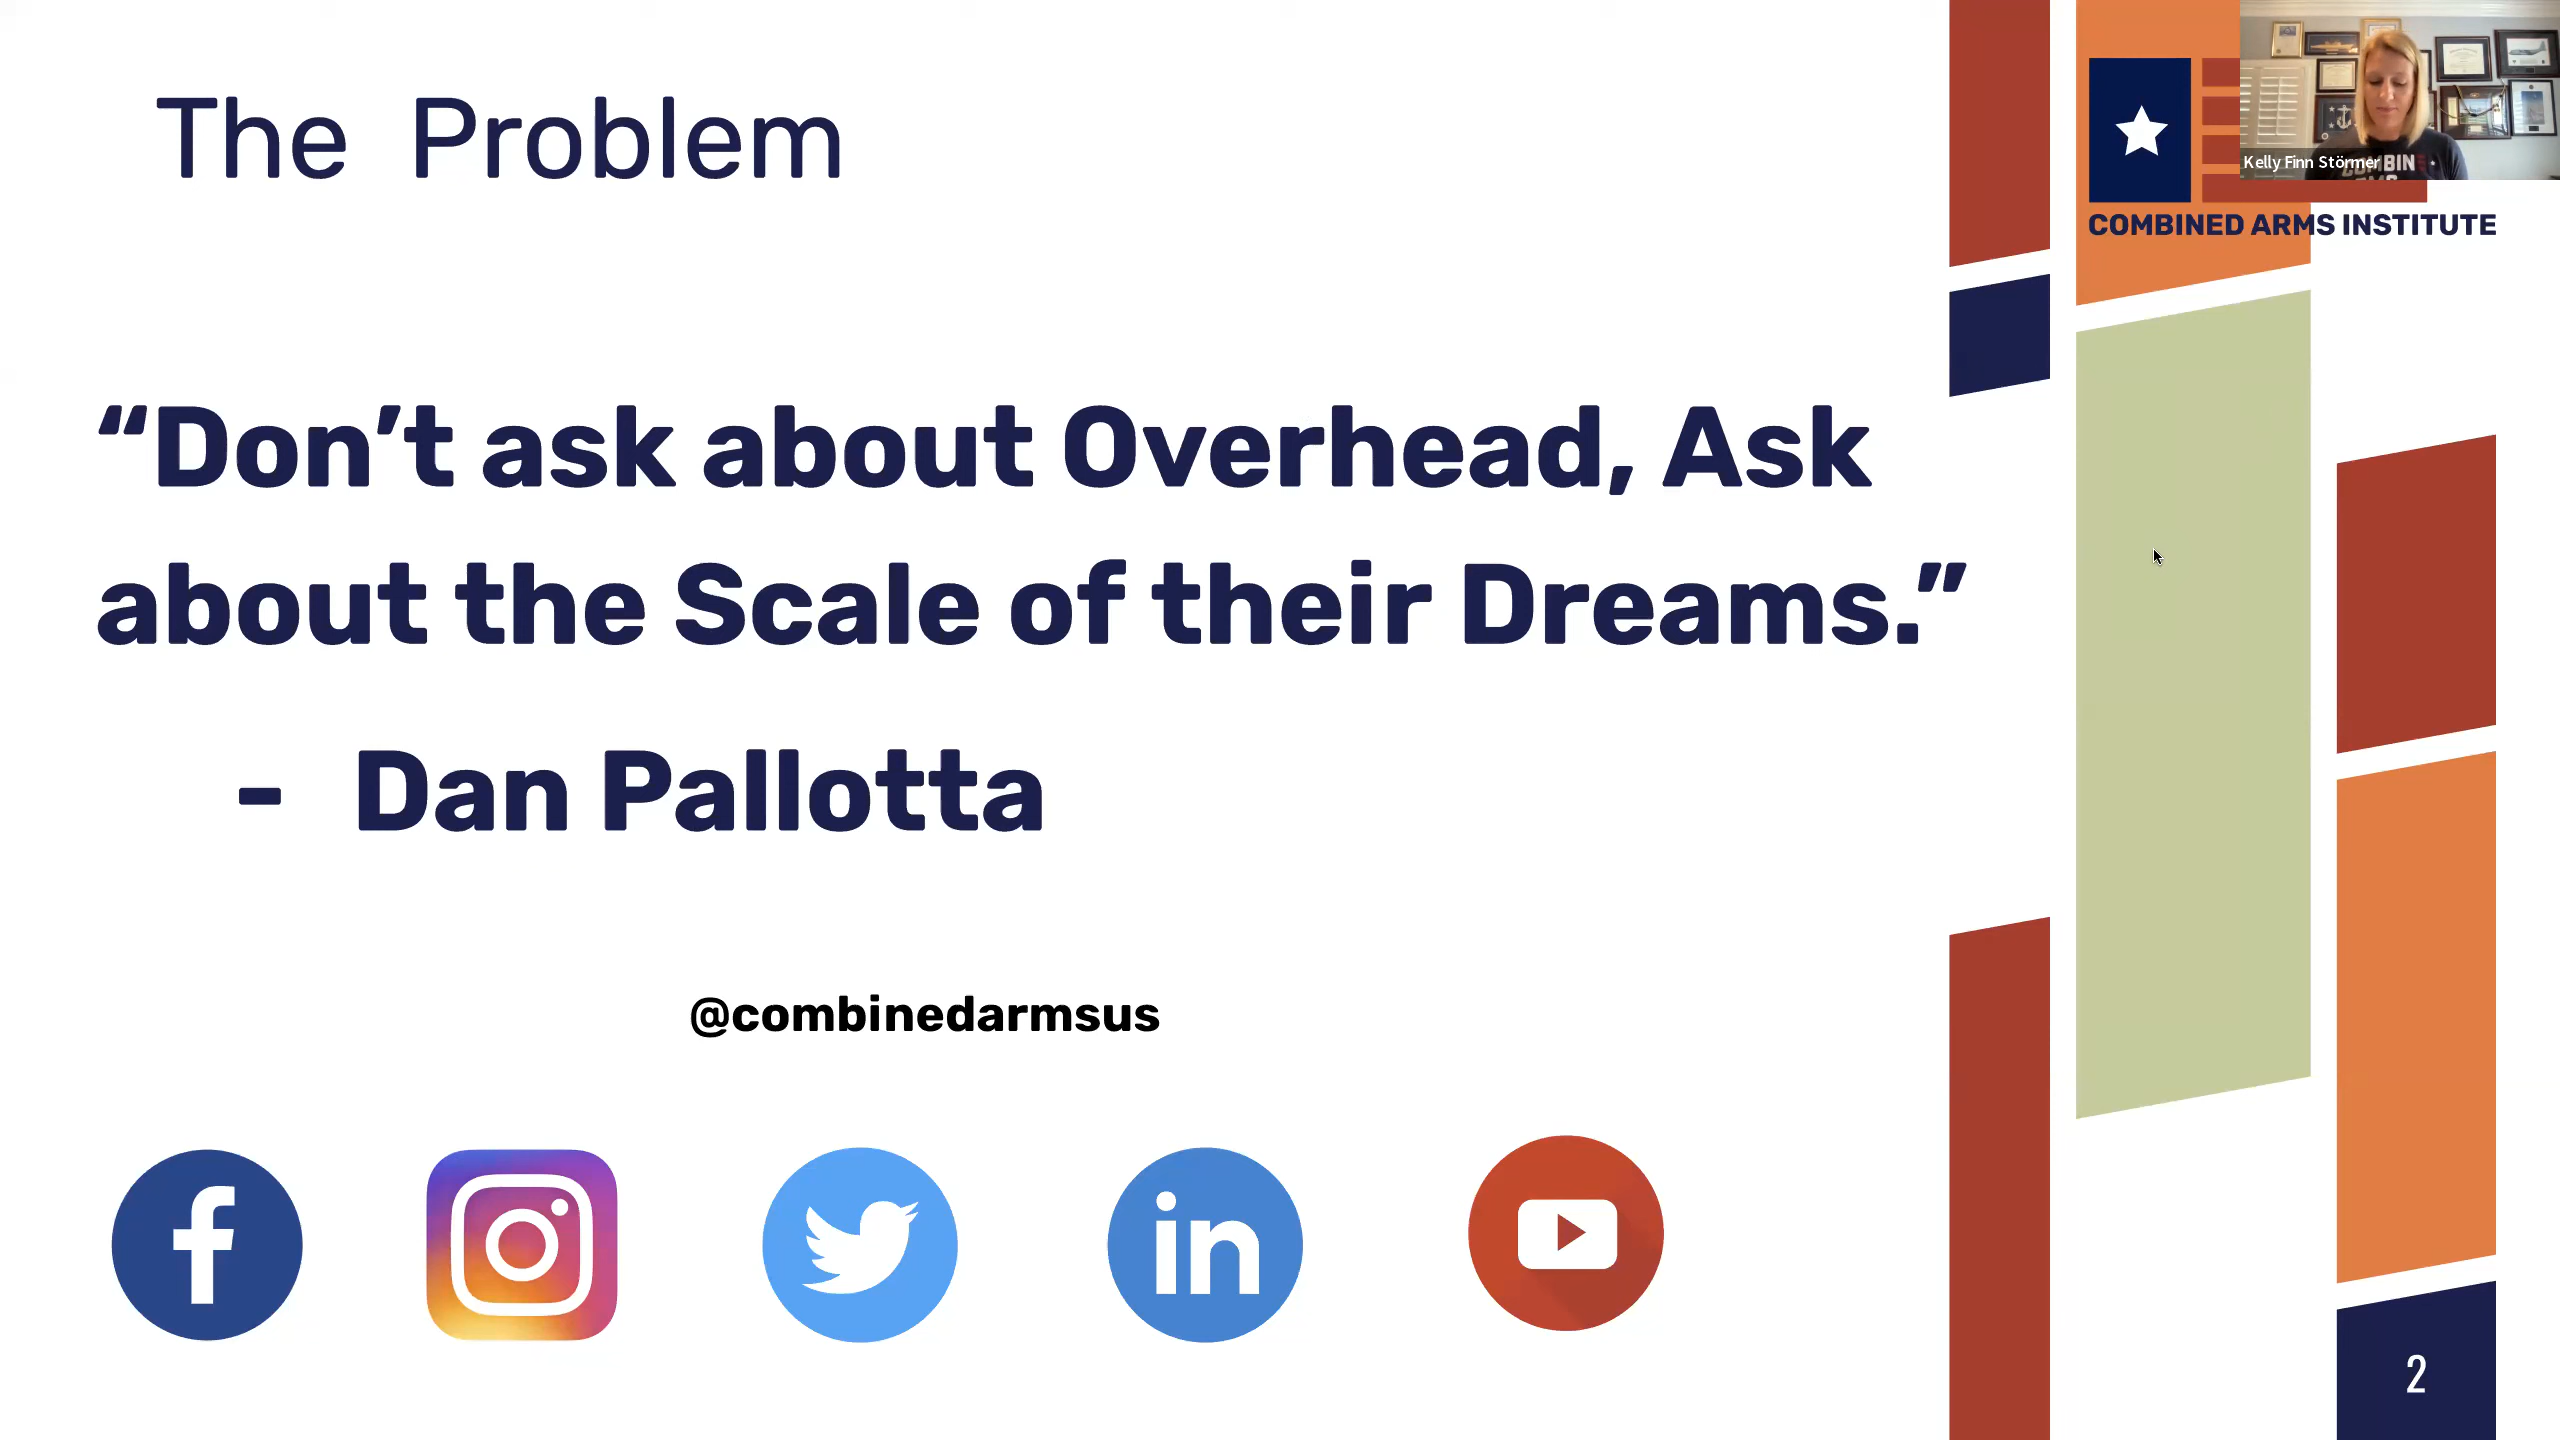 The Problem
Kelly Finn Störmer
COMBINED ARMS INSTITUTE
“Don’t ask about Overhead, Ask
about the Scale of their Dreams.”
- Dan Pallotta
@combinedarmsus
f
in
2